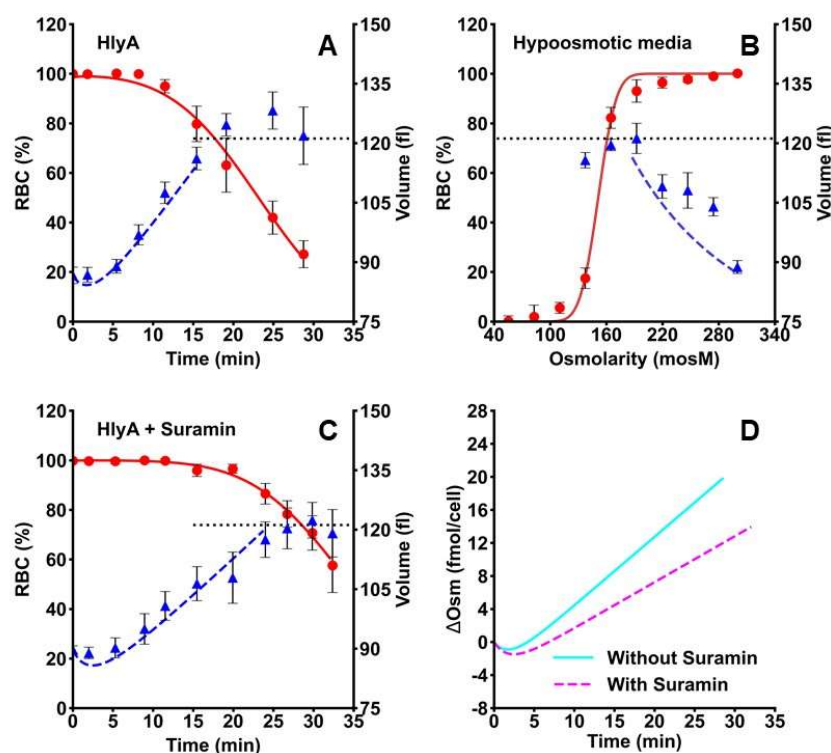 HlyA
A
RBC (%)
120
100
80
60
40
20
0
150
135
120
105
90
75
Volume (fl)
0 5 10 15 20 25 30 35
Time (min)
Hypoosmotic media
B
RBC (%)
120
100
80
60
40
20
0
150
135
120
105
90
75
Volume (fl)
40 100 160 220 280 340
Osmolarity (mosM)
HlyA + Suramin
C
RBC (%)
120
100
80
60
40
20
0
150
135
120
105
90
75
Volume (fl)
0 5 10 15 20 25 30 35
Time (min)
D
ΔOsm (fmol/cell)
28
24
20
16
12
8
4
0
-4
-8
Without Suramin
With Suramin
0 5 10 15 20 25 30 35
Time (min)